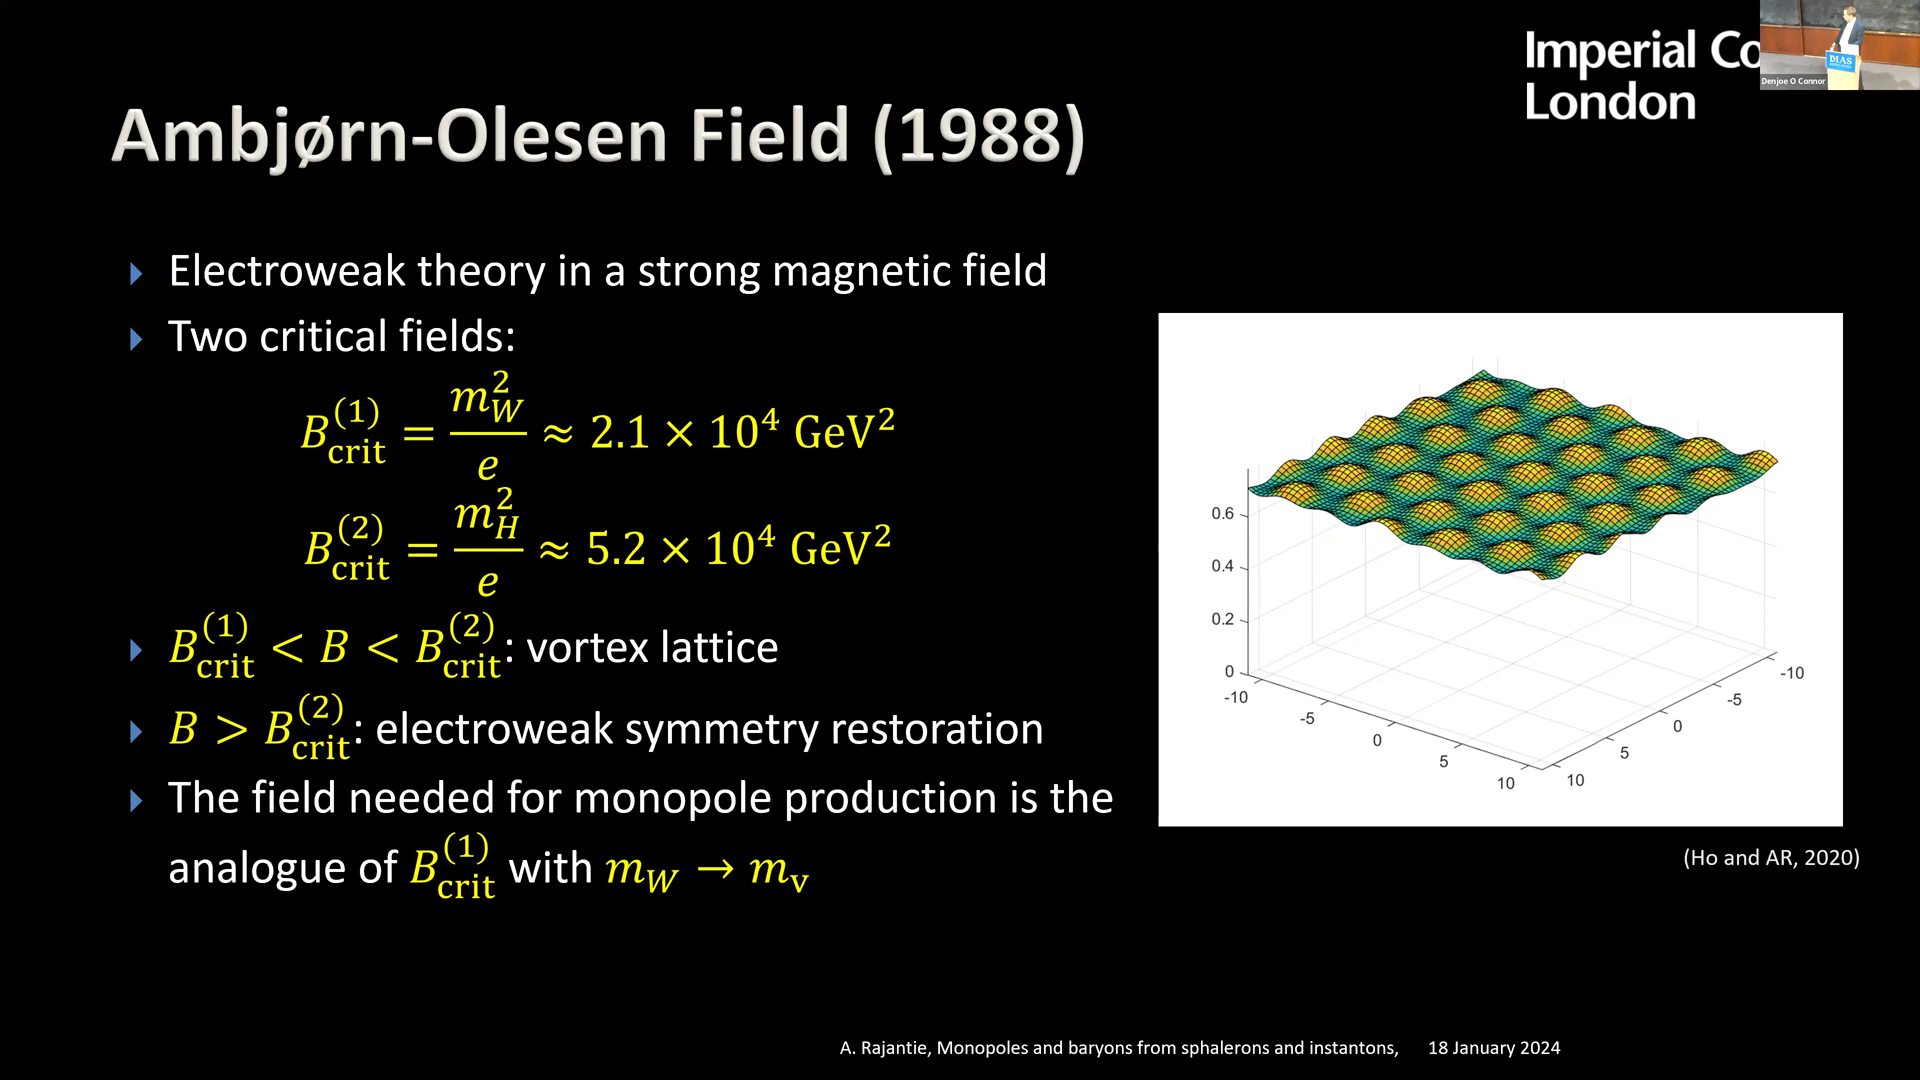 Imperial Co
London
DIAS
Denjoe O Connor
Ambjørn-Olesen Field (1988)
Electroweak theory in a strong magnetic field
Two critical fields:
B_crit^(1) = m_W^2 / e ≈ 2.1 × 10^4 GeV^2
B_crit^(2) = m_H^2 / e ≈ 5.2 × 10^4 GeV^2
B_crit^(1) < B < B_crit^(2): vortex lattice
B > B_crit^(2): electroweak symmetry restoration
The field needed for monopole production is the
analogue of B_crit^(1) with m_W → m_v
0.6
0.4
0.2
0
-10
-5
0
5
10
10
5
0
-5
-10
(Ho and AR, 2020)
A. Rajantie, Monopoles and baryons from sphalerons and instantons, 18 January 2024